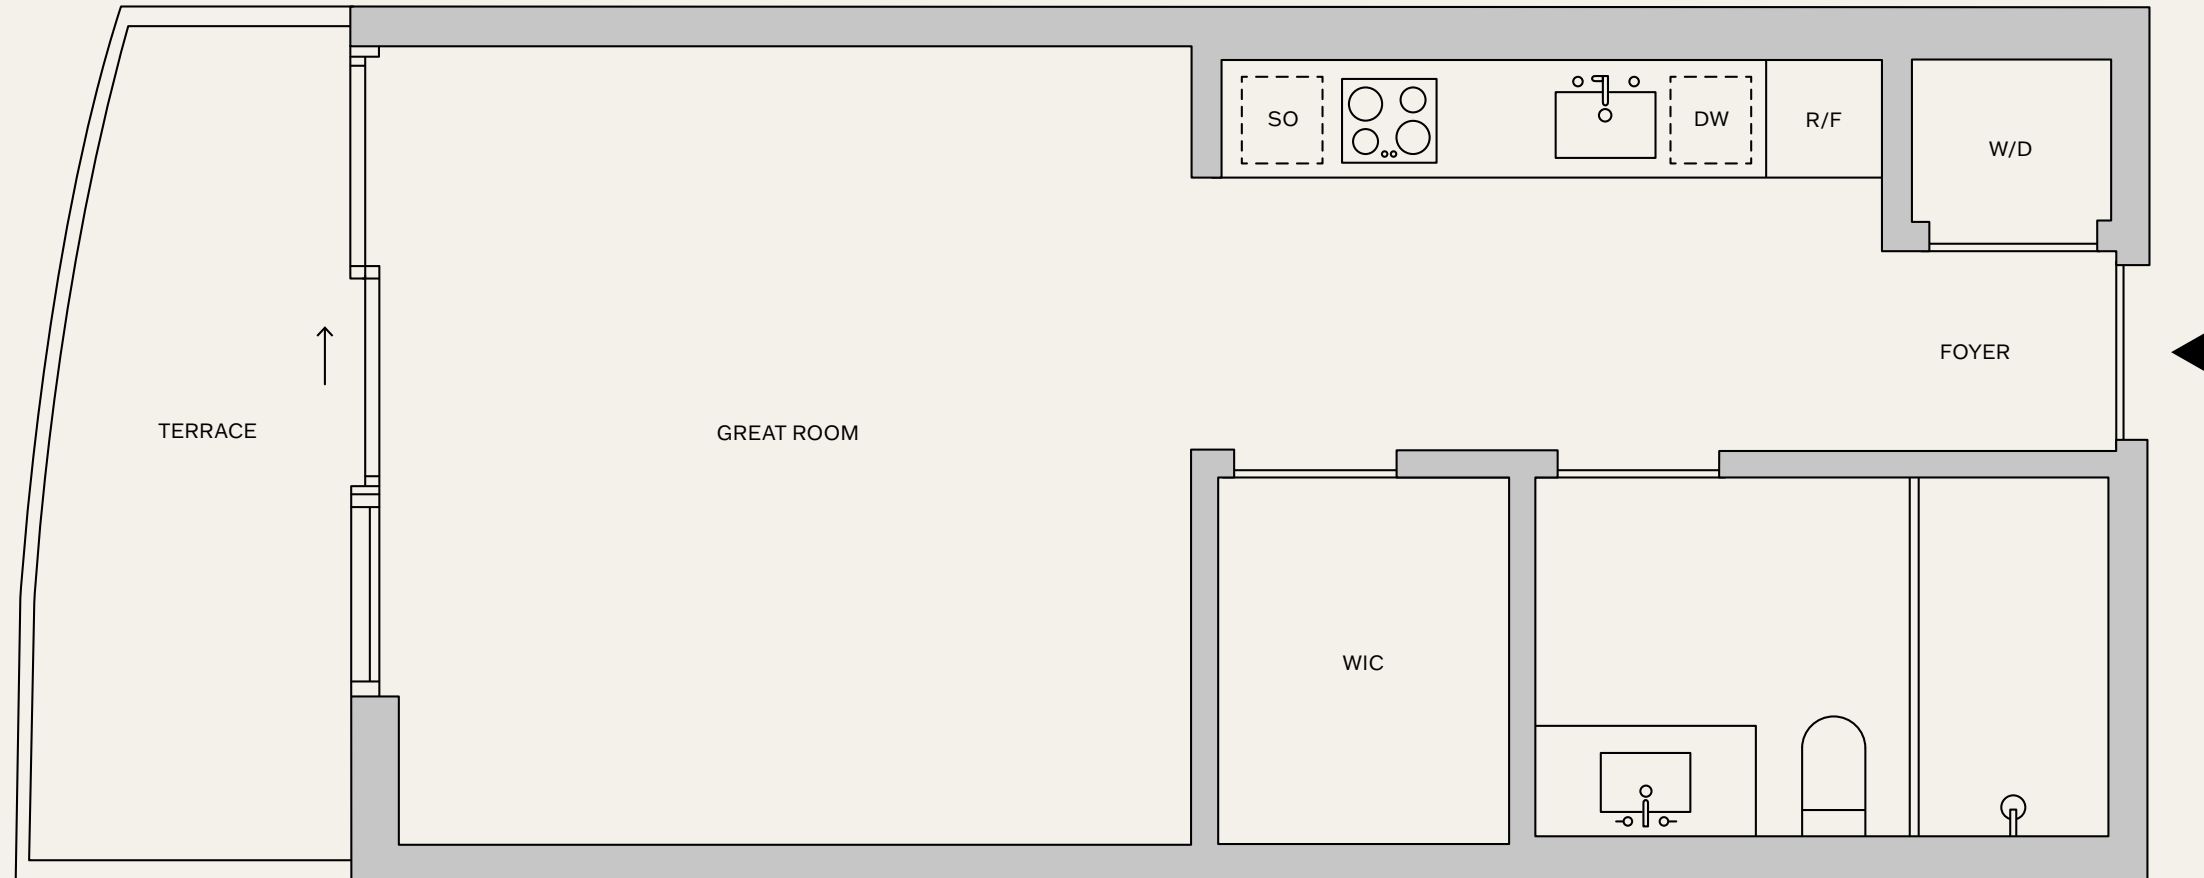 SO
DW
R/F
W/D
FOYER
TERRACE
GREAT ROOM
WIC